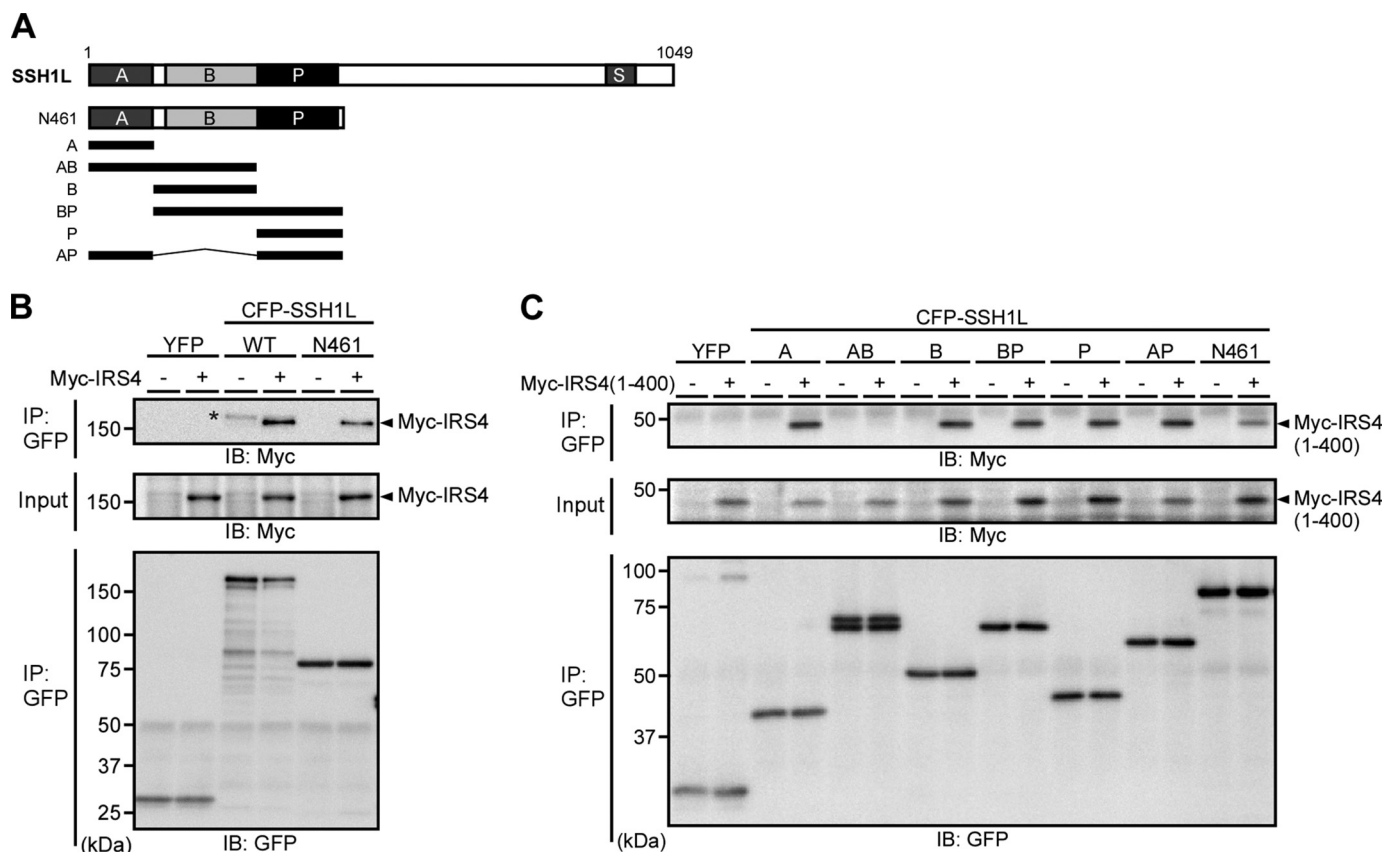 A
1 1049
SSH1L A B P S
N461 A B P
A
AB
B
BP
P
AP
B
CFP-SSH1L
YFP WT N461
Myc-IRS4 - + - + - +
IP: GFP
150
*
Myc-IRS4
IB: Myc
Input
150
Myc-IRS4
IB: Myc
IP: GFP
150
100
75
50
37
25
(kDa)
IB: GFP
C
CFP-SSH1L
YFP A AB B BP P AP N461
Myc-IRS4(1-400) - + - + - + - + - + - + - + - +
IP: GFP
50
Myc-IRS4
(1-400)
IB: Myc
Input
50
Myc-IRS4
(1-400)
IB: Myc
IP: GFP
100
75
50
37
(kDa)
IB: GFP